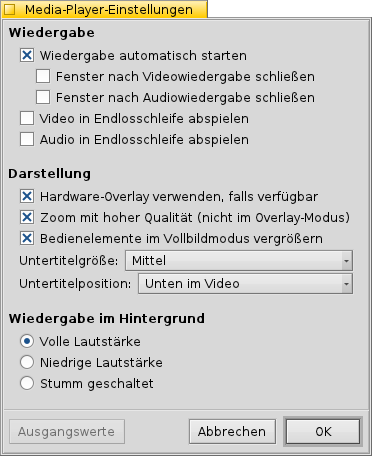 Media-Player-Einstellungen
Wiedergabe
Wiedergabe automatisch starten
Fenster nach Videowiedergabe schließen
Fenster nach Audiowiedergabe schließen
Video in Endlosschleife abspielen
Audio in Endlosschleife abspielen
Darstellung
Hardware-Overlay verwenden, falls verfügbar
Zoom mit hoher Qualität (nicht im Overlay-Modus)
Bedienelemente im Vollbildmodus vergrößern
Untertitelgröße: Mittel
Untertitelposition: Unten im Video
Wiedergabe im Hintergrund
Volle Lautstärke
Niedrige Lautstärke
Stumm geschaltet
Ausgangswerte Abbrechen OK